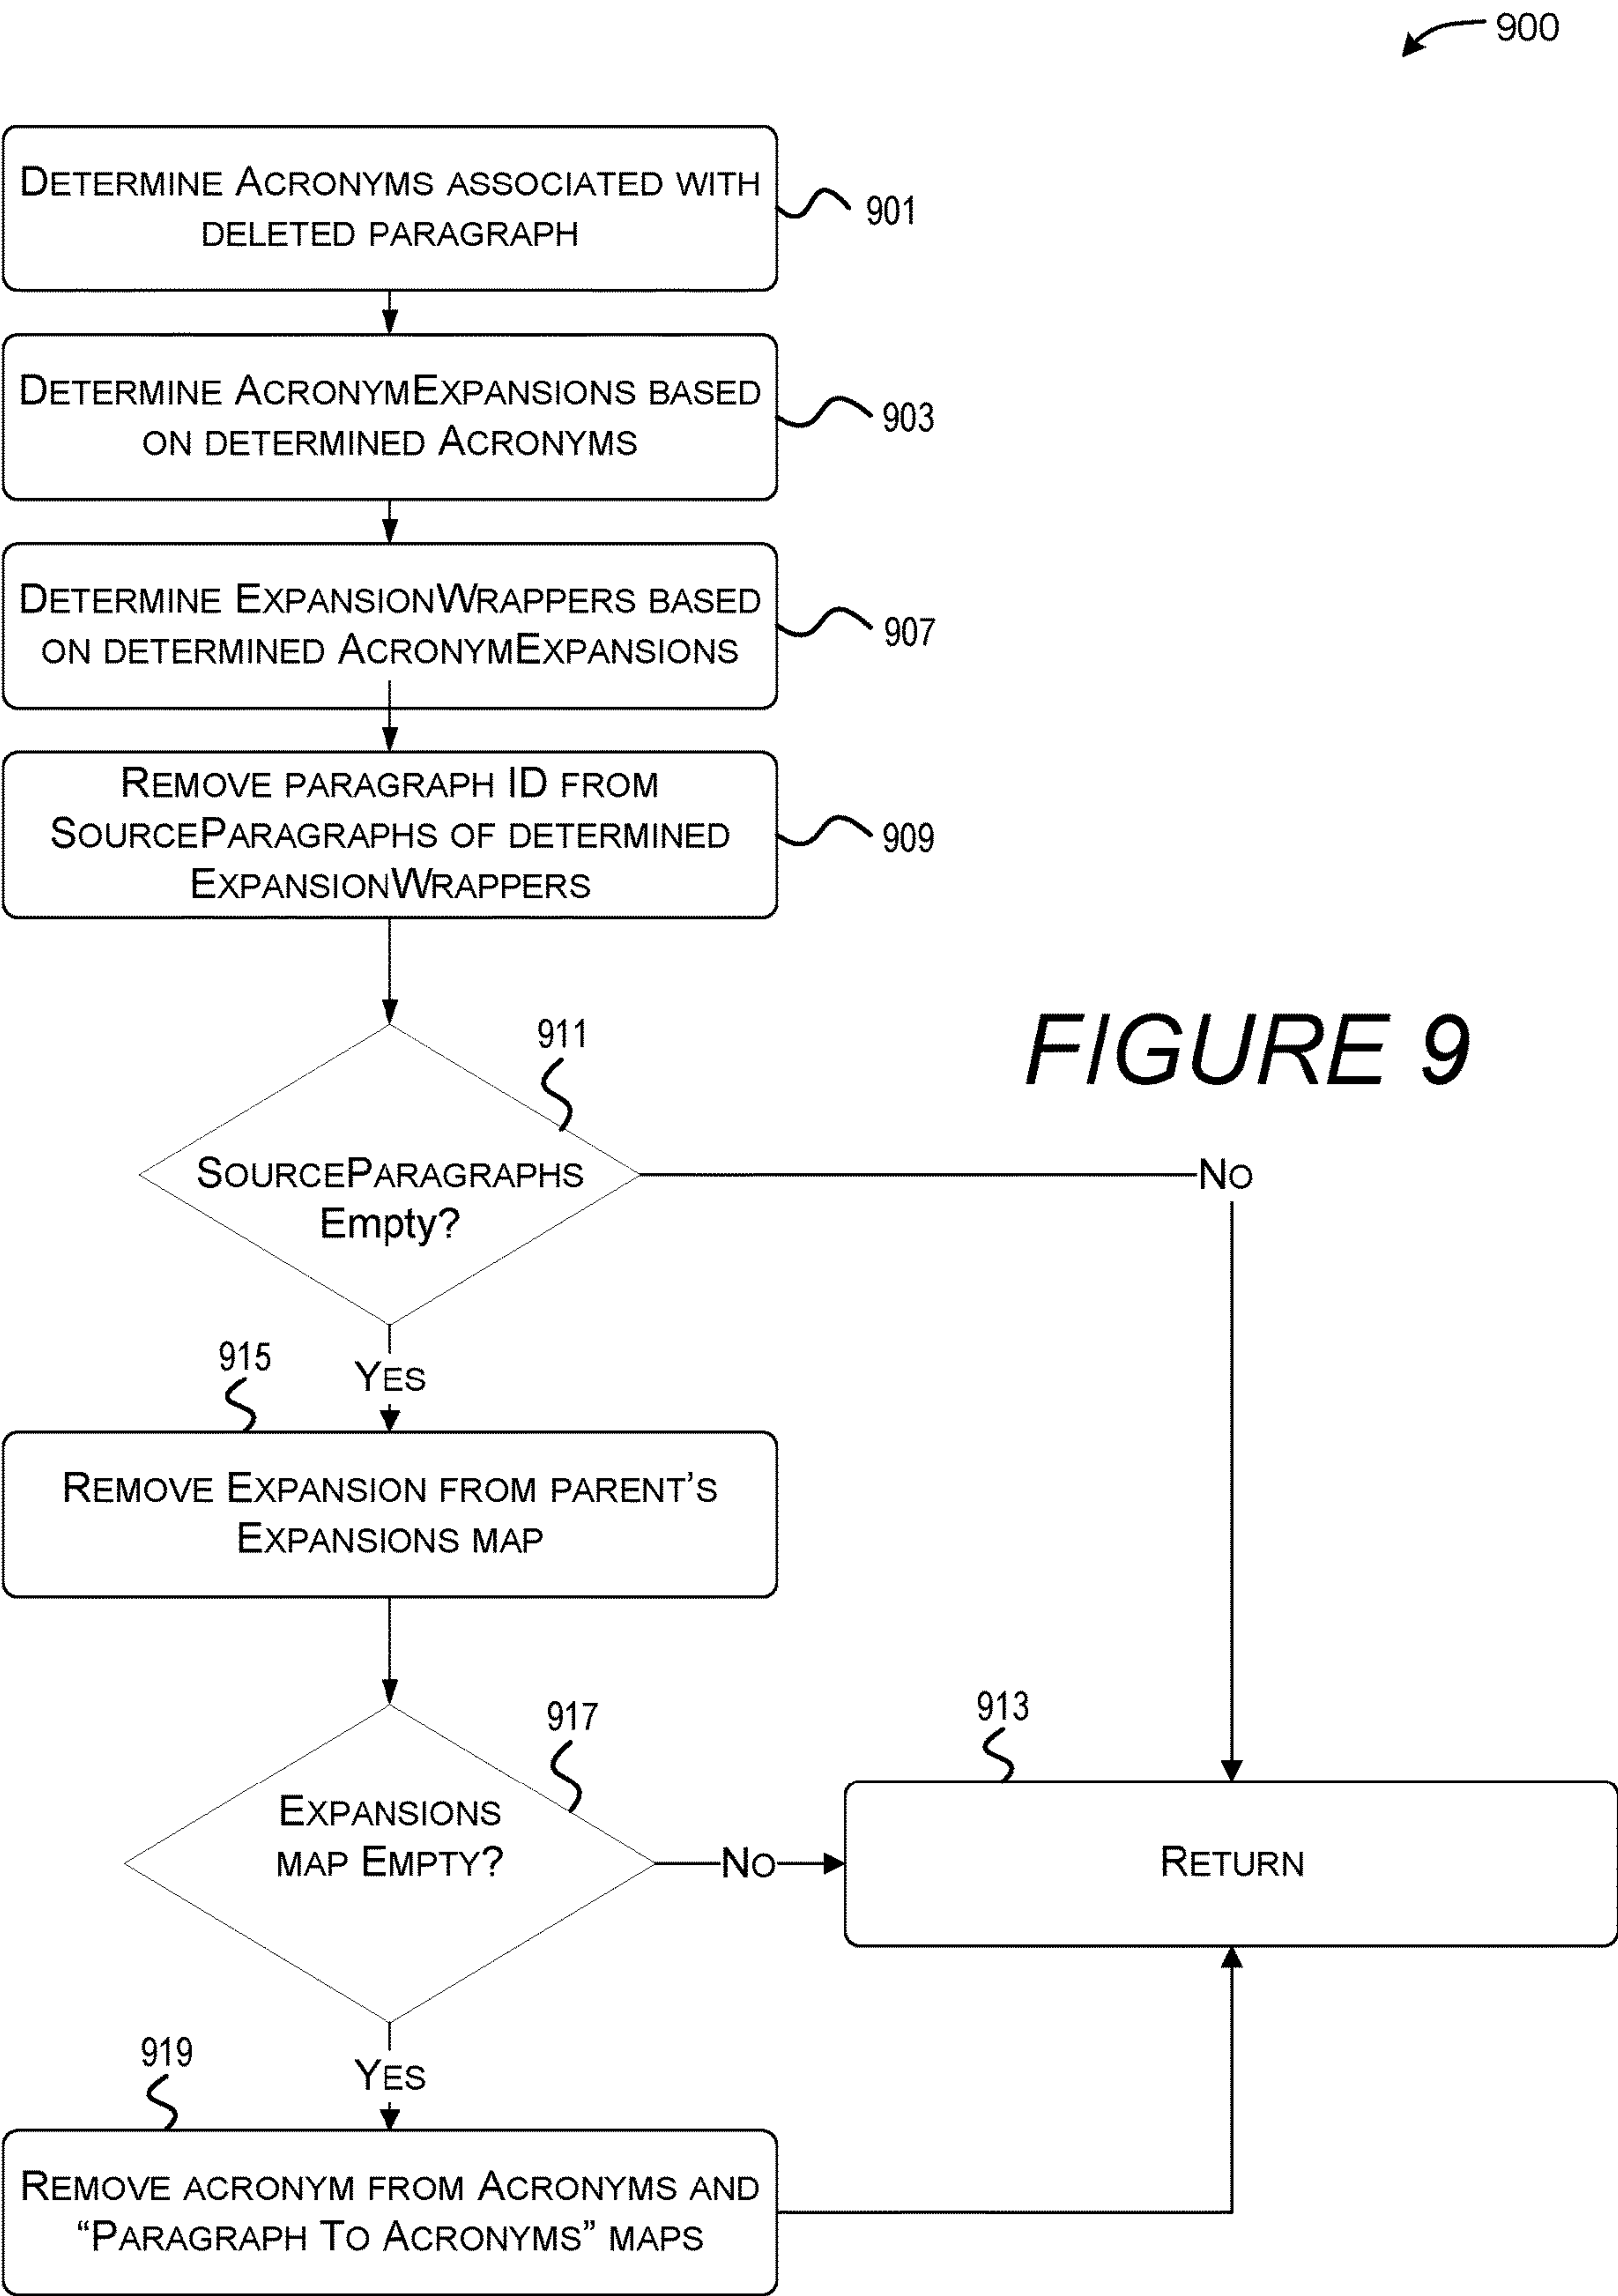 900
DETERMINE ACRONYMS ASSOCIATED WITH
DELETED PARAGRAPH
901
DETERMINE ACRONYMEXPANSIONS BASED
ON DETERMINED ACRONYMS
903
DETERMINE EXPANSIONWRAPPERS BASED
ON DETERMINED ACRONYMEXPANSIONS
907
REMOVE PARAGRAPH ID FROM
SOURCEPARAGRAPHS OF DETERMINED
EXPANSIONWRAPPERS
909
FIGURE 9
911
SOURCEPARAGRAPHS
Empty?
NO
YES
915
REMOVE EXPANSION FROM PARENT’S
EXPANSIONS MAP
917
EXPANSIONS
MAP EMPTY?
NO
913
RETURN
YES
919
REMOVE ACRONYM FROM ACRONYMS AND
“PARAGRAPH TO ACRONYMS” MAPS